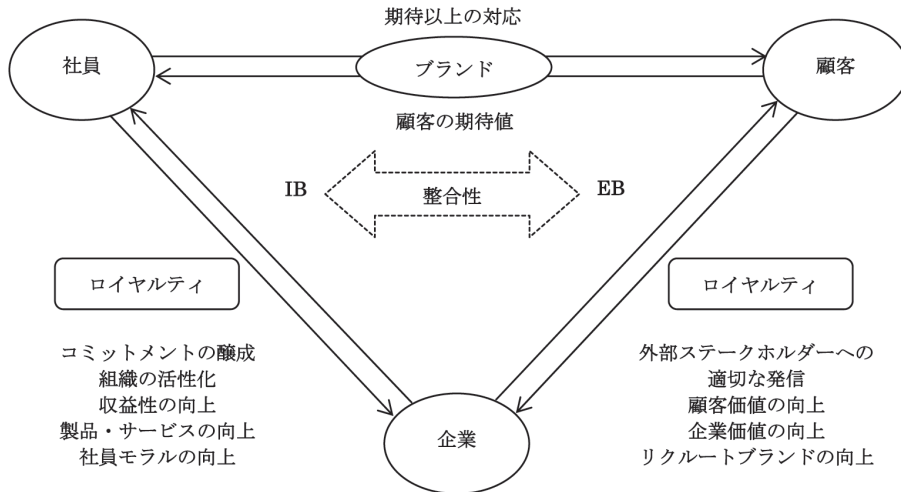 期待以上の対応
社員
ブランド
顧客
顧客の期待値
IB
整合性
EB
ロイヤルティ
ロイヤルティ
コミットメントの醸成
組織の活性化
収益性の向上
製品・サービスの向上
社員モラルの向上
外部ステークホルダーへの
適切な発信
顧客価値の向上
企業価値の向上
リクルートブランドの向上
企業